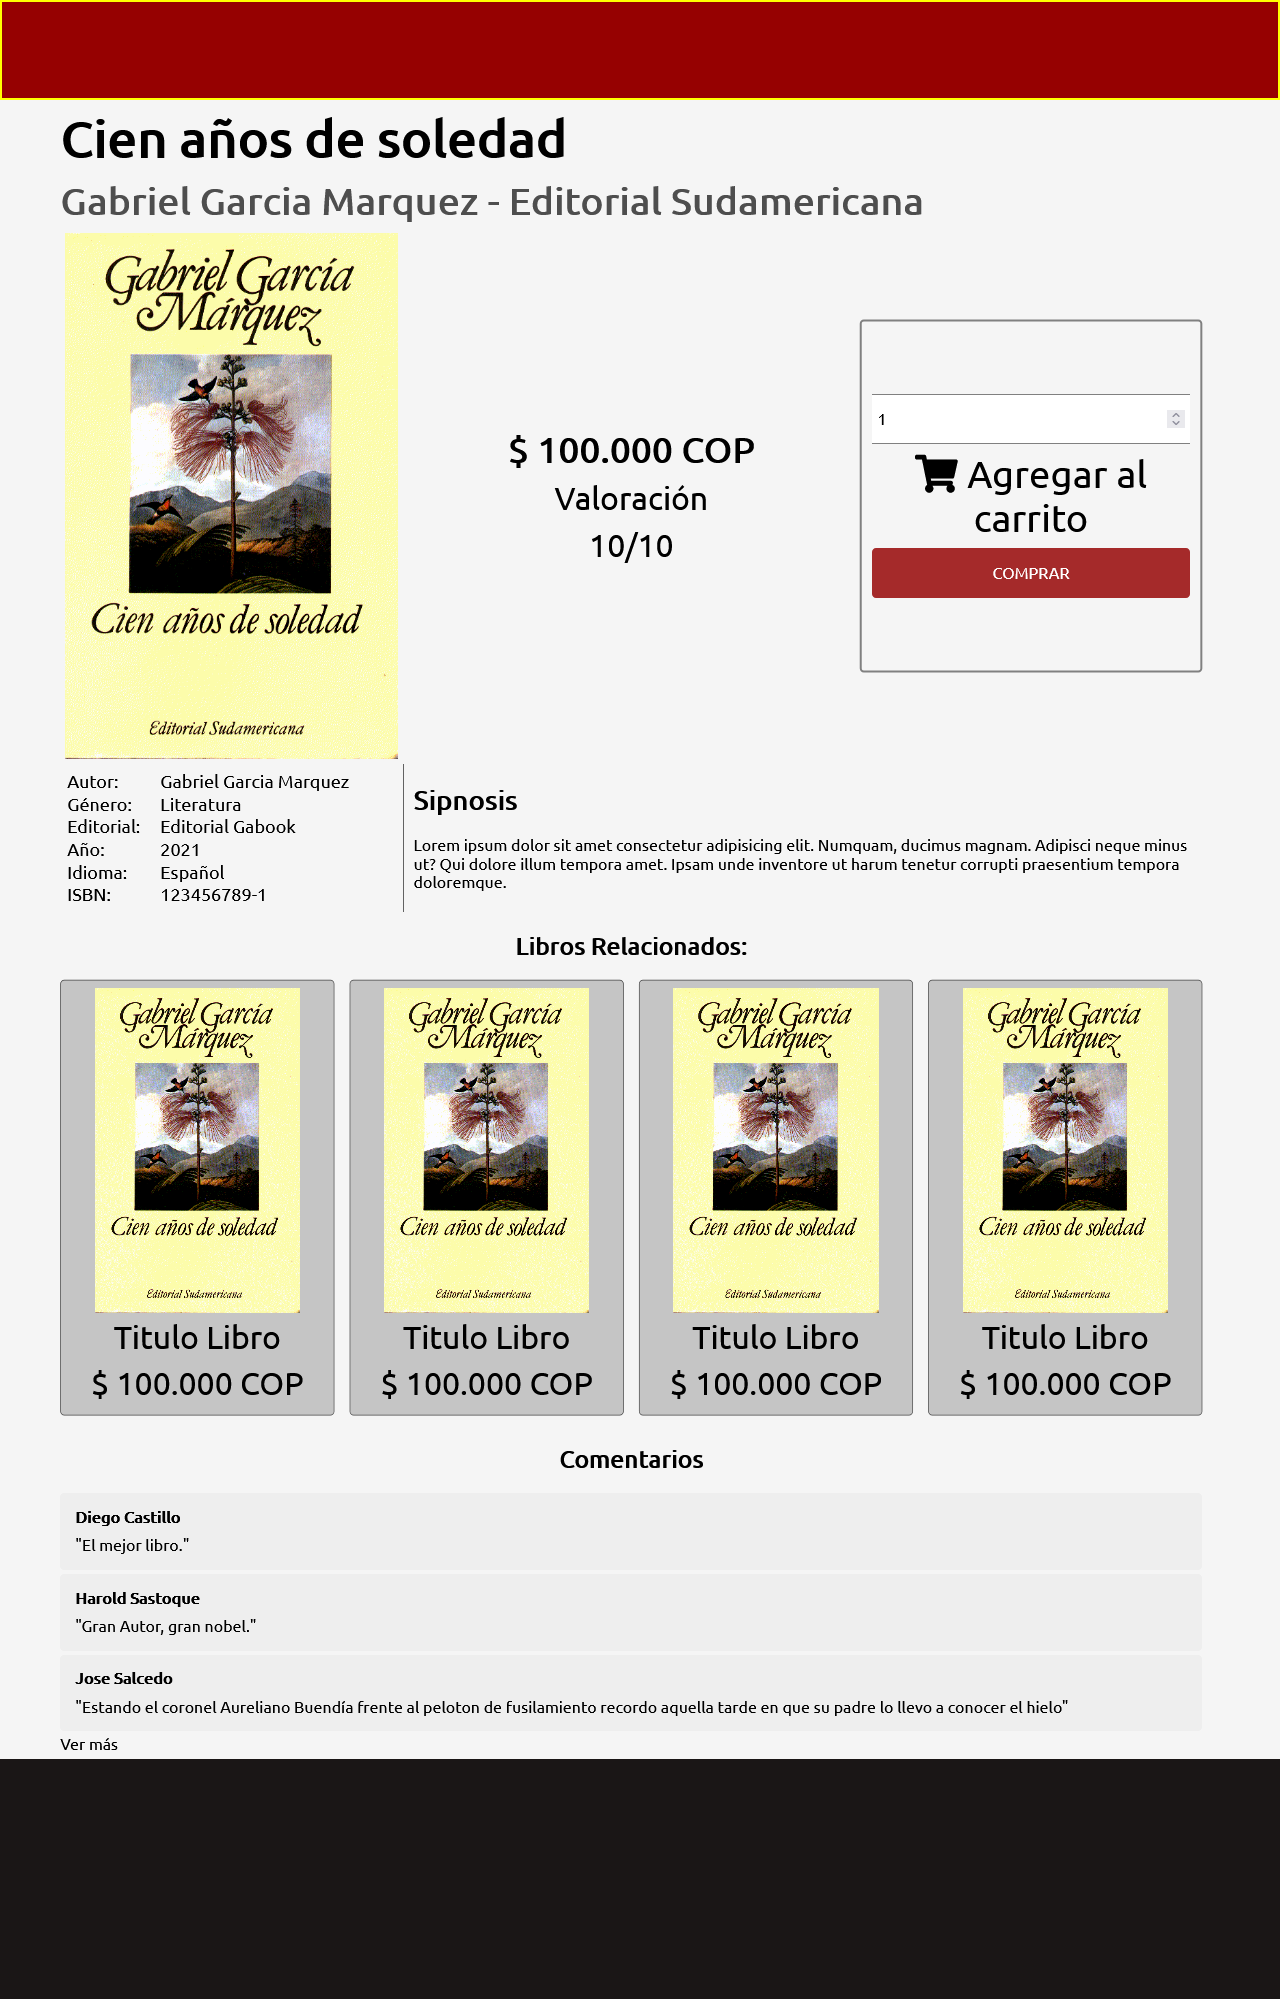 Cien años de soledad
Gabriel Garcia Marquez - Editorial Sudamericana
Gabriel García
Márquez
Cien años de soledad
Editorial Sudamericana
$ 100.000 COP
Valoración
10/10
1
Agregar al
carrito
COMPRAR
Autor: Gabriel Garcia Marquez
Género: Literatura
Editorial: Editorial Gabook
Año: 2021
Idioma: Español
ISBN: 123456789-1
Sipnosis
Lorem ipsum dolor sit amet consectetur adipisicing elit. Numquam, ducimus magnam. Adipisci neque minus
ut? Qui dolore illum tempora amet. Ipsam unde inventore ut harum tenetur corrupti praesentium tempora
doloremque.
Libros Relacionados:
Gabriel García
Márquez
Cien años de soledad
Editorial Sudamericana
Titulo Libro
$ 100.000 COP
Gabriel García
Márquez
Cien años de soledad
Editorial Sudamericana
Titulo Libro
$ 100.000 COP
Gabriel García
Márquez
Cien años de soledad
Editorial Sudamericana
Titulo Libro
$ 100.000 COP
Gabriel García
Márquez
Cien años de soledad
Editorial Sudamericana
Titulo Libro
$ 100.000 COP
Comentarios
Diego Castillo
"El mejor libro."
Harold Sastoque
"Gran Autor, gran nobel."
Jose Salcedo
"Estando el coronel Aureliano Buendía frente al peloton de fusilamiento recordo aquella tarde en que su padre lo llevo a conocer el hielo"
Ver más